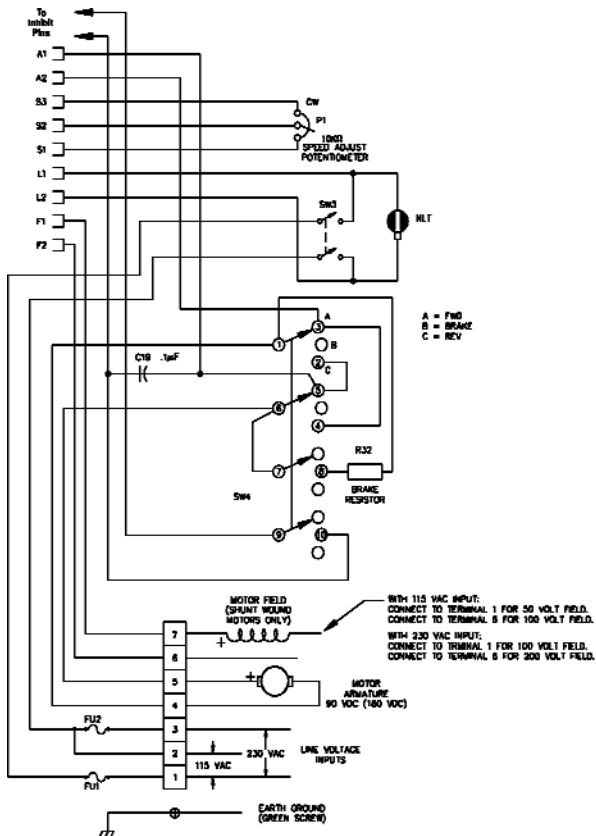 To
Inhibit
Pins
A1
A2
S3
S2
S1
L1
L2
F1
F2
CW
P1
10KΩ
SPEED ADJUST
POTENTIOMETER
SW3
NLT
A
3
1
B
2
C
5
6
4
A = FWD
B = BRAKE
C = REV
C19 .1µF
R32
7
8
BRAKE
RESISTOR
SW4
9
10
MOTOR FIELD
(SHUNT WOUND
MOTORS ONLY)
WITH 115 VAC INPUT:
CONNECT TO TERMINAL 1 FOR 50 VOLT FIELD.
CONNECT TO TERMINAL 6 FOR 100 VOLT FIELD.
WITH 230 VAC INPUT:
CONNECT TO TRMINAL 1 FOR 100 VOLT FIELD.
CONNECT TO TERMINAL 6 FOR 200 VOLT FIELD.
7
+
6
5
+
MOTOR
ARMATURE
90 VDC (180 VDC)
4
FU2
3
2
230 VAC
115 VAC
LINE VOLTAGE
INPUTS
1
FU1
EARTH GROUND
(GREEN SCREW)